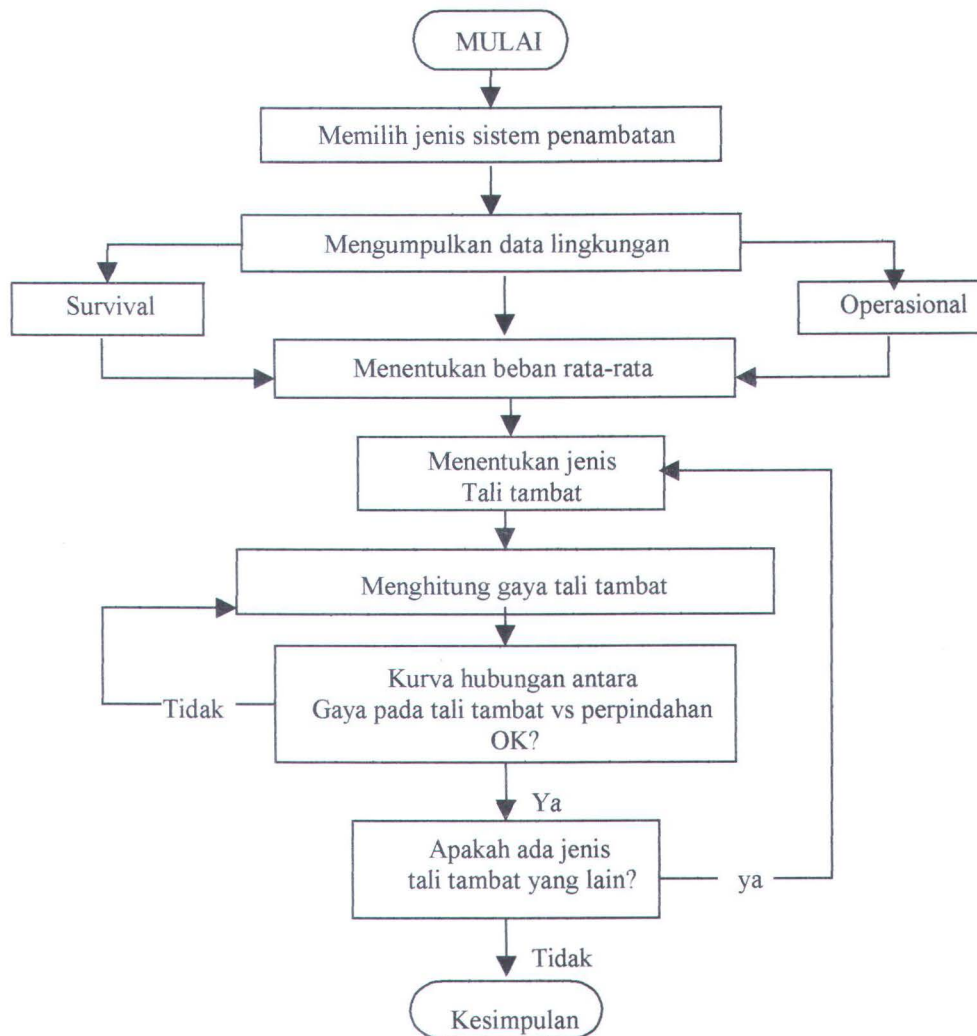 MULAI
Memilih jenis sistem penambatan
Mengumpulkan data lingkungan
Survival
Operasional
Menentukan beban rata-rata
Menentukan jenis
Tali tambat
Menghitung gaya tali tambat
Kurva hubungan antara
Gaya pada tali tambat vs perpindahan
OK?
Tidak
Ya
Apakah ada jenis
tali tambat yang lain?
ya
Tidak
Kesimpulan